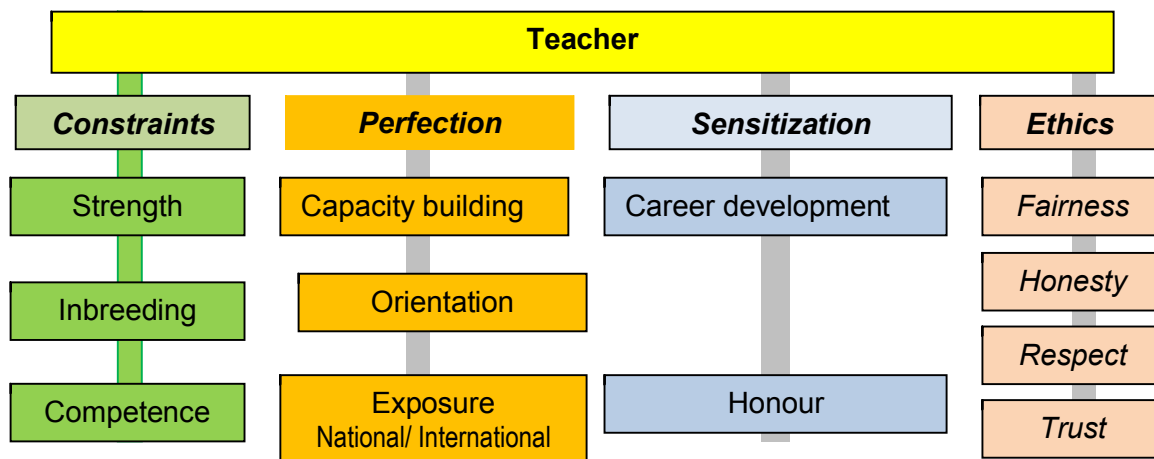 Teacher
Constraints
Strength
Inbreeding
Competence
Perfection
Capacity building
Orientation
Exposure
National/ International
Sensitization
Career development
Honour
Ethics
Fairness
Honesty
Respect
Trust